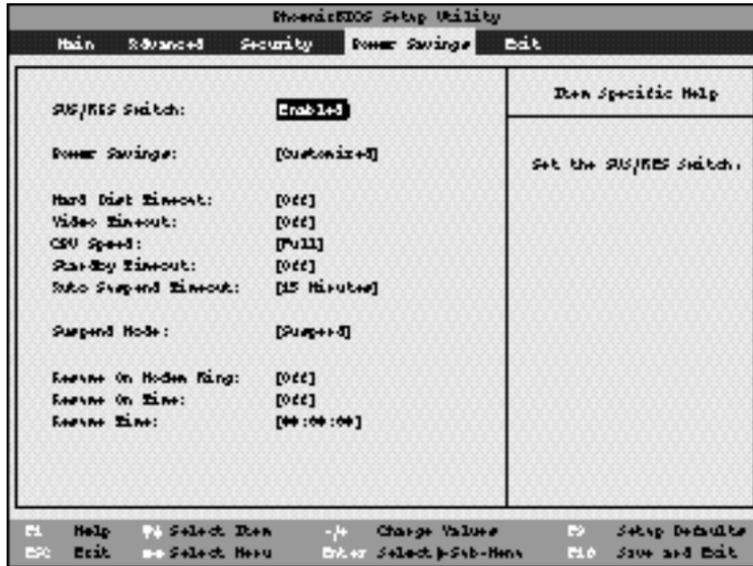 PhoenixBIOS Setup Utility
Main Advanced Security Power Savings Exit
SUS/RES Switch: [Enabled]
Power Savings: [Customized]
Hard Disk Timeout: [Off]
Video Timeout: [Off]
CPU Speed: [Full]
Standby Timeout: [Off]
Auto Suspend Timeout: [15 Minutes]
Suspend Mode: [Suspend]
Resume On Modem Ring: [Off]
Resume On Time: [Off]
Resume Time: [00:00:00]
Item Specific Help
Set the SUS/RES Switch.
F1 Help ↑↓ Select Item -/+ Change Values F9 Setup Defaults
ESC Exit ←→ Select Menu Enter Select ▶ Sub-Menu F10 Save and Exit